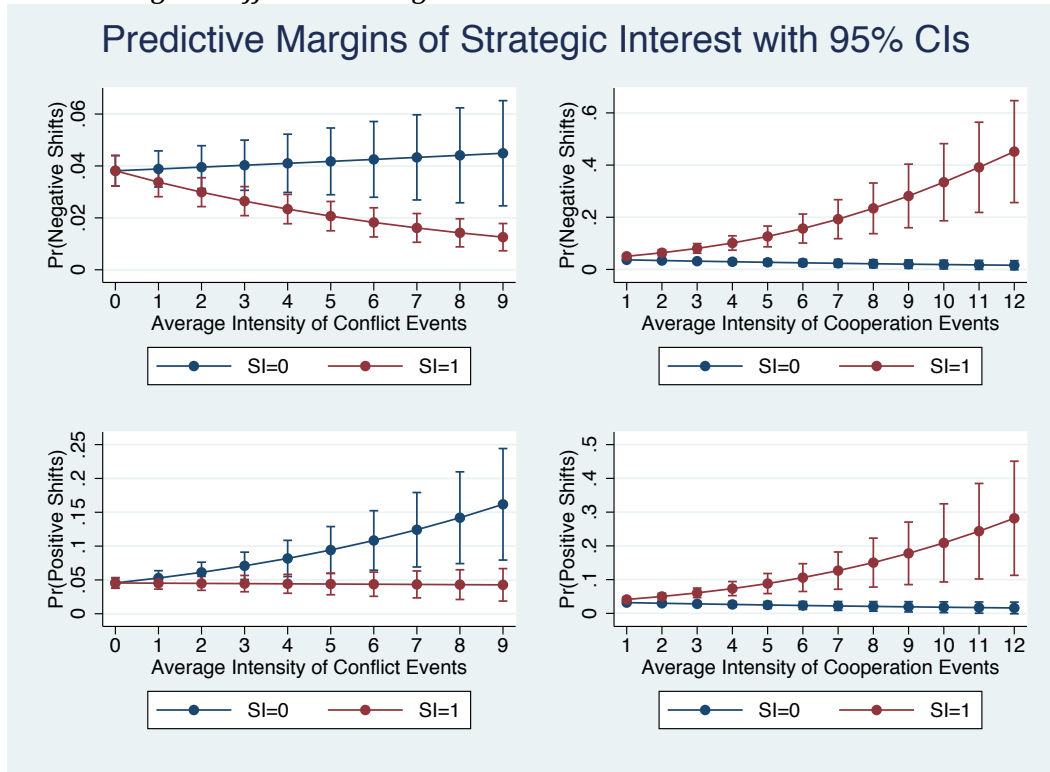 Predictive Margins of Strategic Interest with 95% CIs
Pr(Negative Shifts)
0 .02 .04 .06
0 1 2 3 4 5 6 7 8 9
Average Intensity of Conflict Events
SI=0 SI=1
Pr(Negative Shifts)
0 .2 .4 .6
1 2 3 4 5 6 7 8 9 10 11 12
Average Intensity of Cooperation Events
SI=0 SI=1
Pr(Positive Shifts)
0 .05 .1 .15 .2 .25
0 1 2 3 4 5 6 7 8 9
Average Intensity of Conflict Events
SI=0 SI=1
Pr(Positive Shifts)
0 .1 .2 .3 .4 .5
1 2 3 4 5 6 7 8 9 10 11 12
Average Intensity of Cooperation Events
SI=0 SI=1